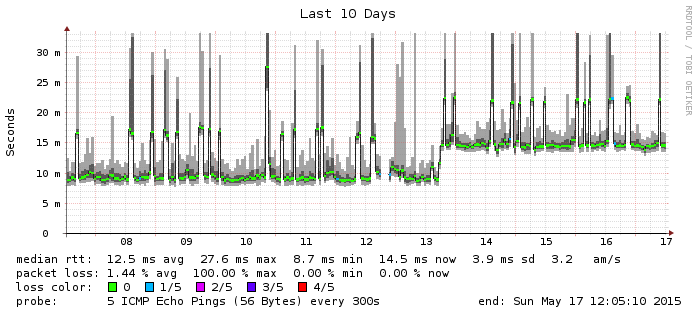 Last 10 Days
RRDTOOL / TOBI OETIKER
Seconds
30 m
25 m
20 m
15 m
10 m
5 m
0
08 09 10 11 12 13 14 15 16 17
median rtt: 12.5 ms avg 27.6 ms max 8.7 ms min 14.5 ms now 3.9 ms sd 3.2 am/s
packet loss: 1.44 % avg 100.00 % max 0.00 % min 0.00 % now
loss color: 0 1/5 2/5 3/5 4/5
probe: 5 ICMP Echo Pings (56 Bytes) every 300s end: Sun May 17 12:05:10 2015